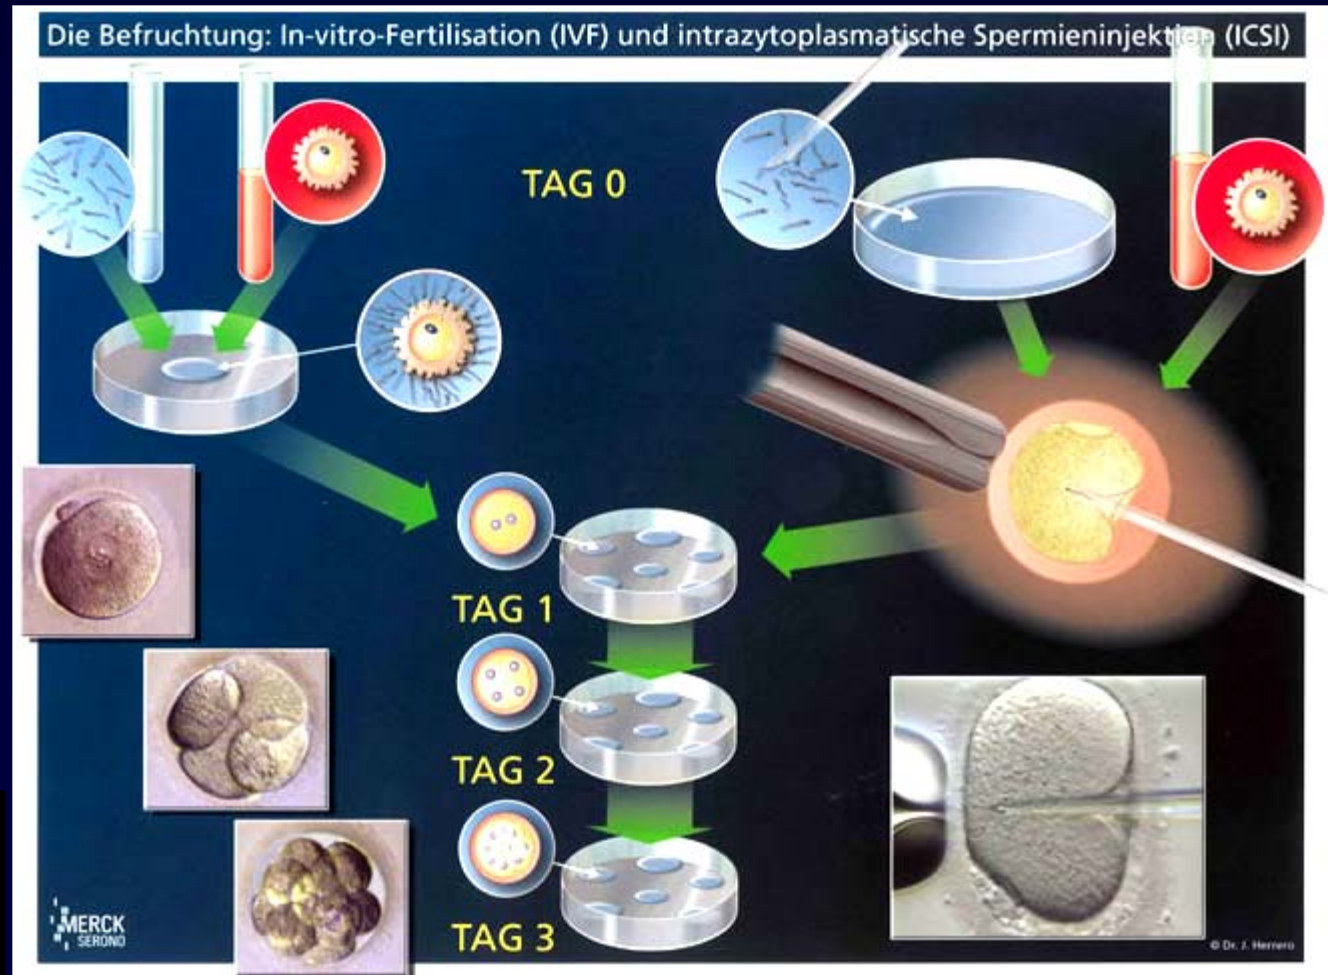 Die Befruchtung: In-vitro-Fertilisation (IVF) und intrazytoplasmatische Spermieninjektion (ICSI)
TAG 0
TAG 1
TAG 2
TAG 3
MERCK
SERONO
© Dr. J. Herrero